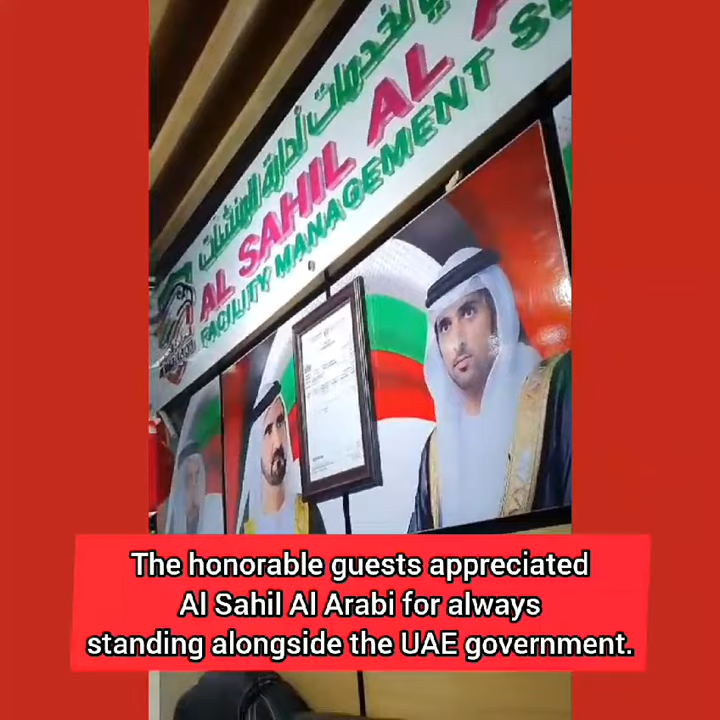 لخدمات إدارة المنشآت
AL SAHIL AL A
FACILITY MANAGEMENT SE
The honorable guests appreciated
Al Sahil Al Arabi for always
standing alongside the UAE government.